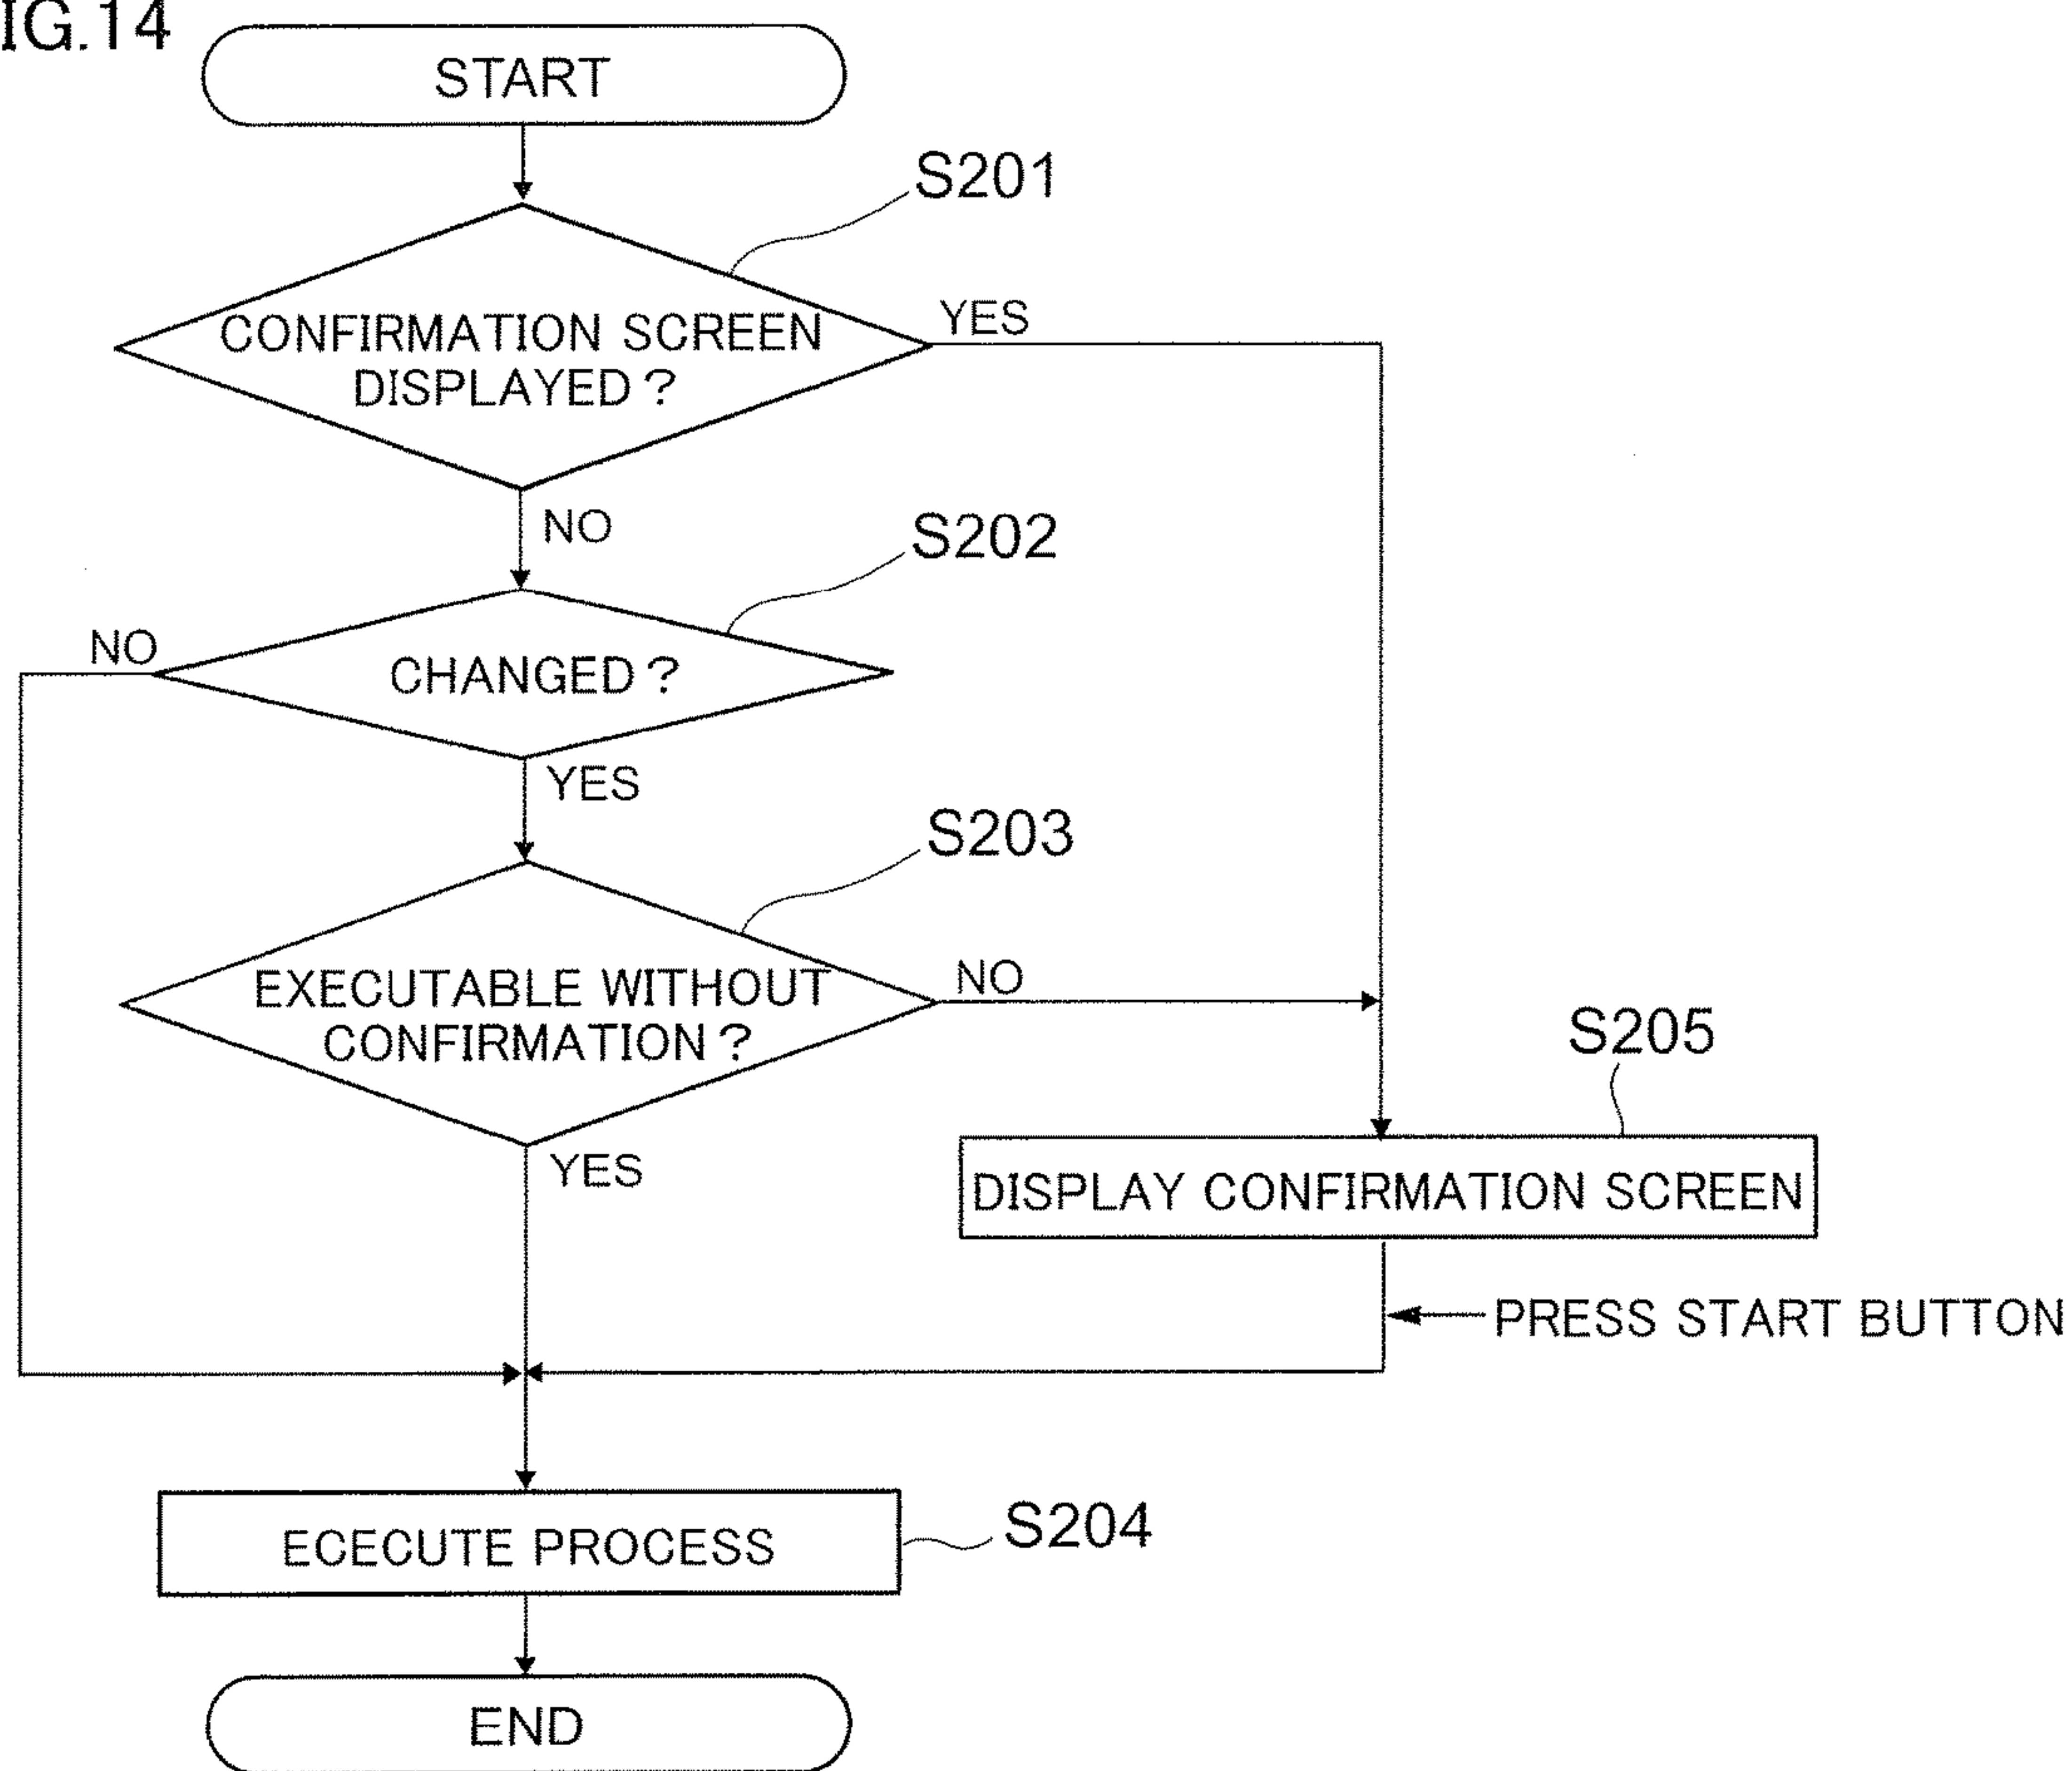 IG.14
START
S201
CONFIRMATION SCREEN
DISPLAYED?
YES
NO
S202
NO
CHANGED?
YES
S203
EXECUTABLE WITHOUT
CONFIRMATION?
NO
YES
S205
DISPLAY CONFIRMATION SCREEN
PRESS START BUTTON
ECECUTE PROCESS
S204
END